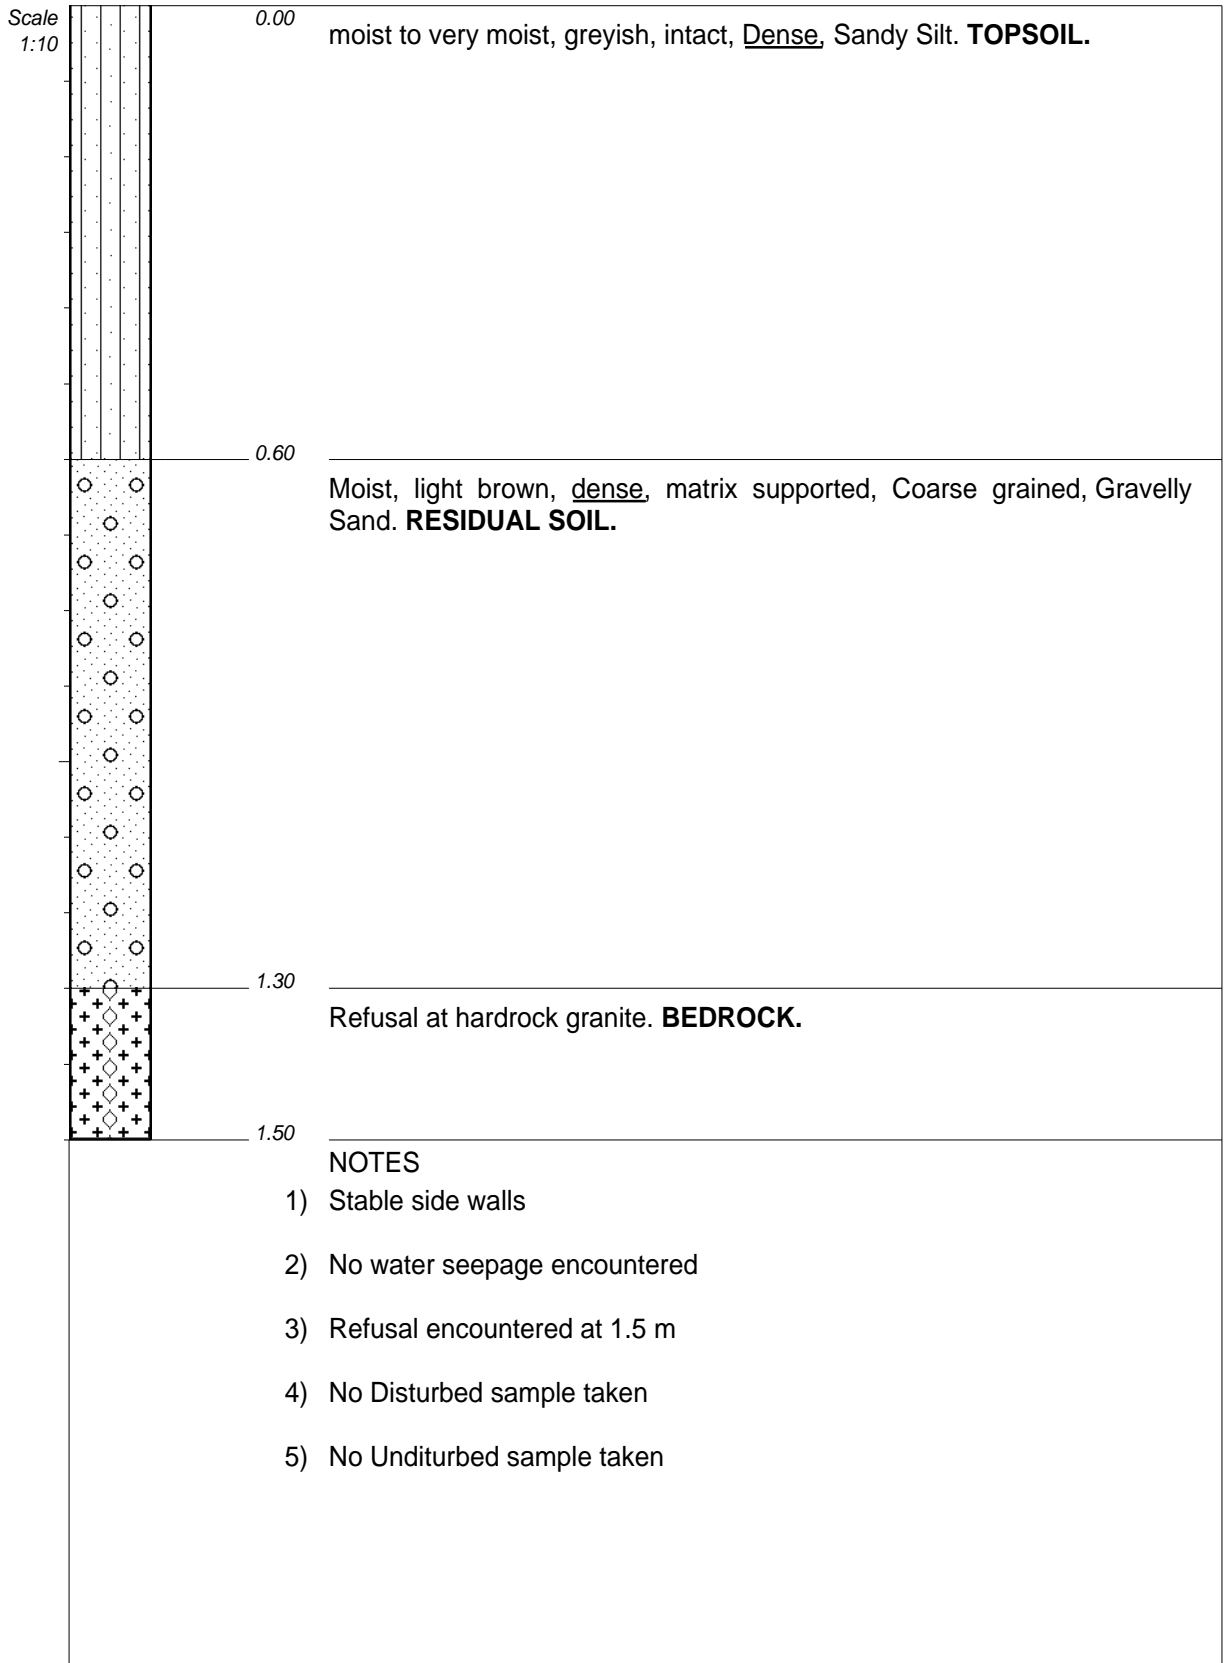 Scale
1:10
0.00
moist to very moist, greyish, intact, Dense, Sandy Silt. TOPSOIL.
0.60
Moist, light brown, dense, matrix supported, Coarse grained, Gravelly
Sand. RESIDUAL SOIL.
1.30
Refusal at hardrock granite. BEDROCK.
1.50
NOTES
1) Stable side walls
2) No water seepage encountered
3) Refusal encountered at 1.5 m
4) No Disturbed sample taken
5) No Unditurbed sample taken